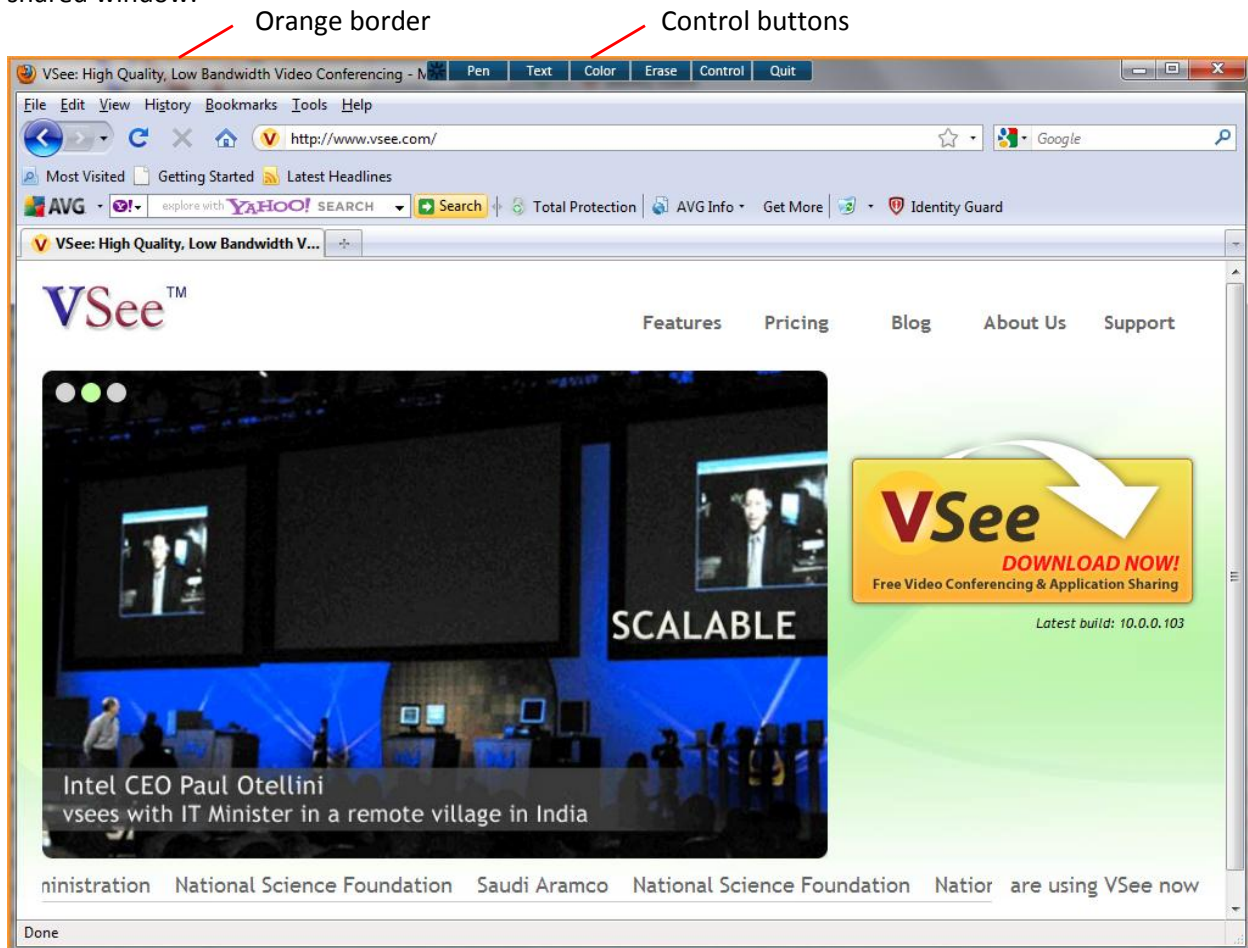 shared window.
Orange border Control buttons
VSee: High Quality, Low Bandwidth Video Conferencing - M Pen Text Color Erase Control Quit
File Edit View History Bookmarks Tools Help
http://www.vsee.com/ Google
Most Visited Getting Started Latest Headlines
AVG explore with YAHOO! SEARCH Search Total Protection AVG Info Get More Identity Guard
VSee: High Quality, Low Bandwidth V...
VSee™
Features Pricing Blog About Us Support
SCALABLE
Intel CEO Paul Otellini
vsees with IT Minister in a remote village in India
VSee
DOWNLOAD NOW!
Free Video Conferencing & Application Sharing
Latest build: 10.0.0.103
ninistration National Science Foundation Saudi Aramco National Science Foundation Nation are using VSee now
Done